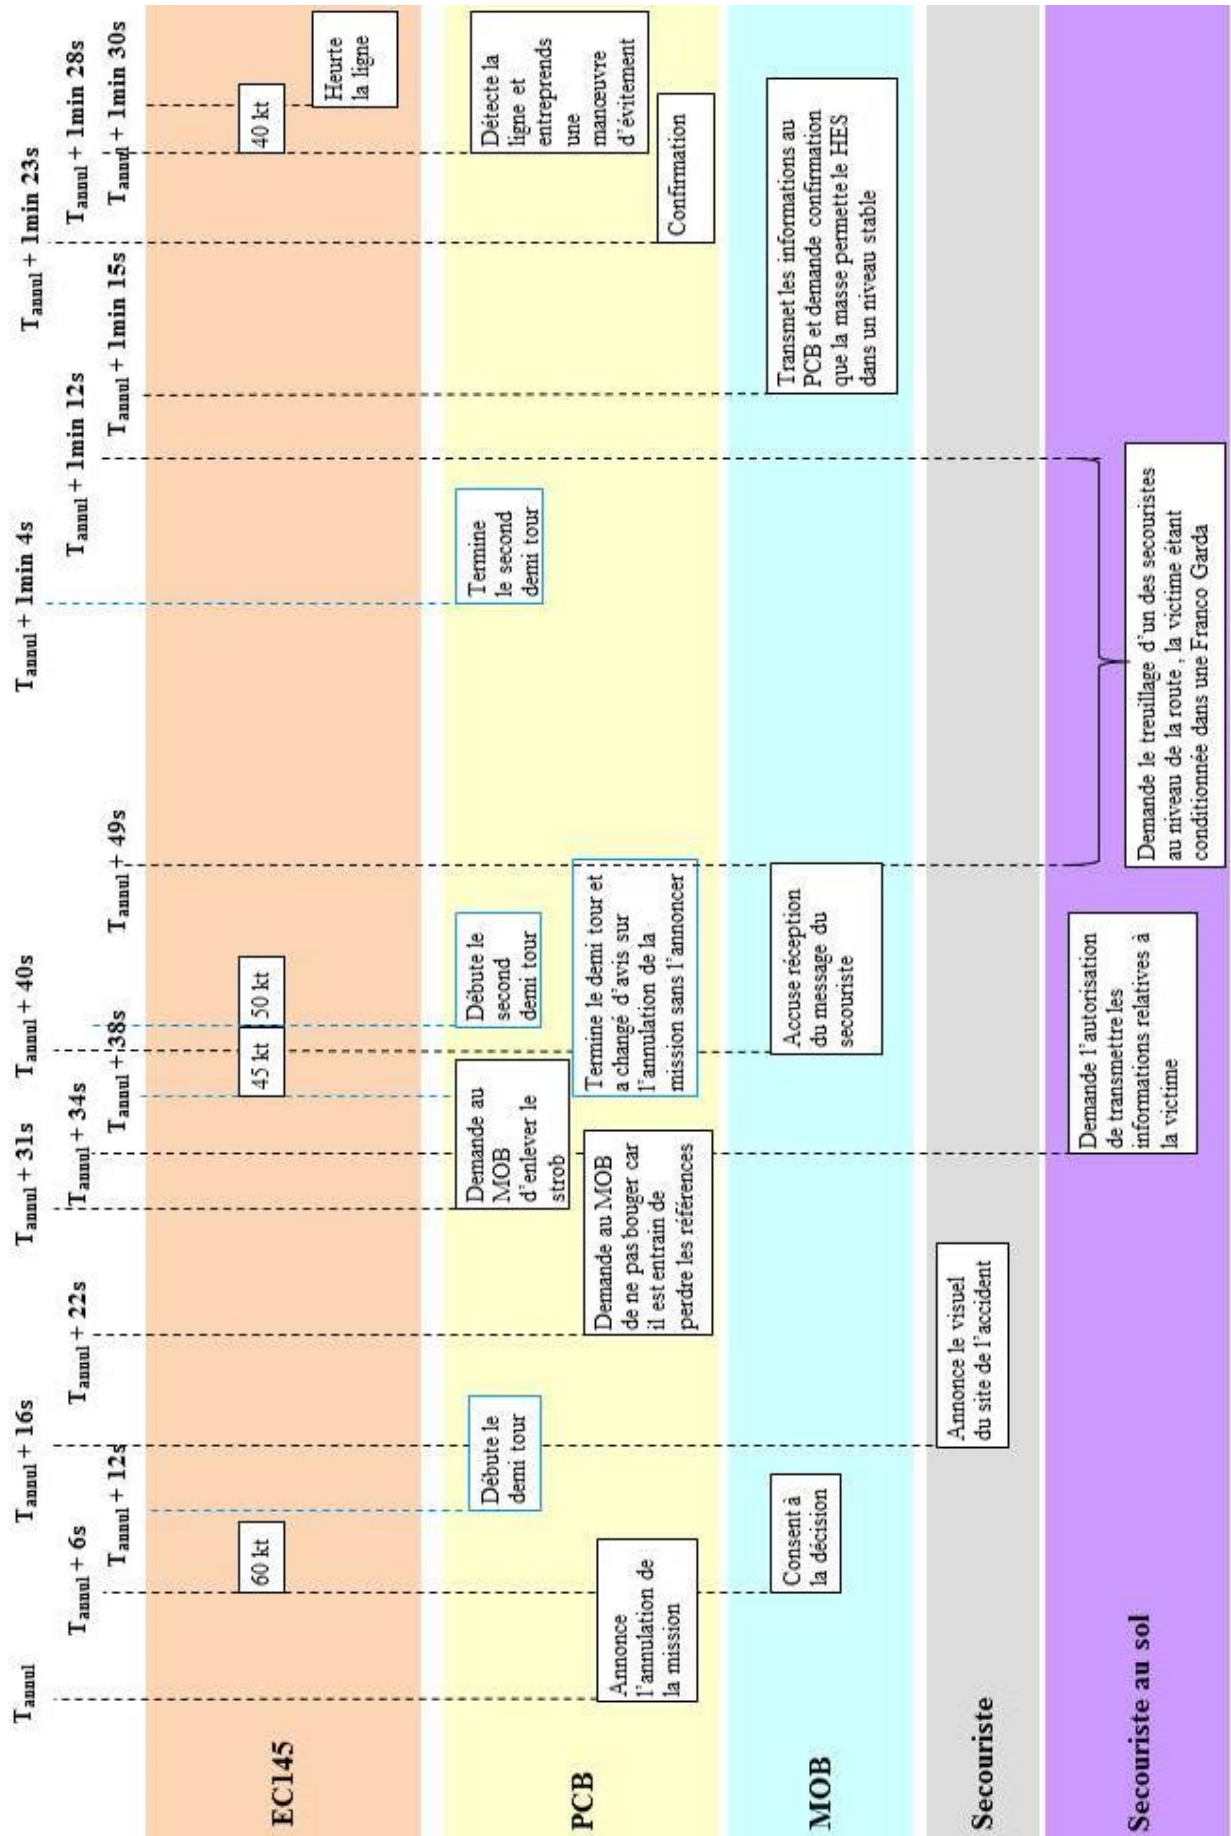 T annul
T annul + 6s
T annul + 12s
T annul + 16s
T annul + 22s
T annul + 31s
T annul + 34s
T annul + 38s
T annul + 40s
T annul + 49s
T annul + 1min 4s
T annul + 1min 12s
T annul + 1min 15s
T annul + 1min 23s
T annul + 1min 28s
T annul + 1min 30s
EC145
60 kt
45 kt
50 kt
40 kt
Heurte
la ligne
PCB
Annonce
l'annulation de
la mission
Débute le
demi tour
Demande au MOB
de ne pas bouger car
il est entrain de
perdre les références
Demande au
MOB
d'enlever le
strob
Termine le demi tour et
a changé d'avis sur
l'annulation de la
mission sans l'annoncer
Débute le
second
demi tour
Termine
le second
demi tour
Confirmation
Détecte la
ligne et
entreprends
une
manœuvre
d'évitement
MOB
Consent à
la décision
Accuse réception
du message du
secouriste
Transmet les informations au
PCB et demande confirmation
que la masse permette le HES
dans un niveau stable
Secouriste
Annonce le visuel
du site de l'accident
Secouriste au sol
Demande l'autorisation
de transmettre les
informations relatives à
la victime
Demande le treuillage d'un des secouristes
au niveau de la route , la victime étant
conditionnée dans une Franco Garda